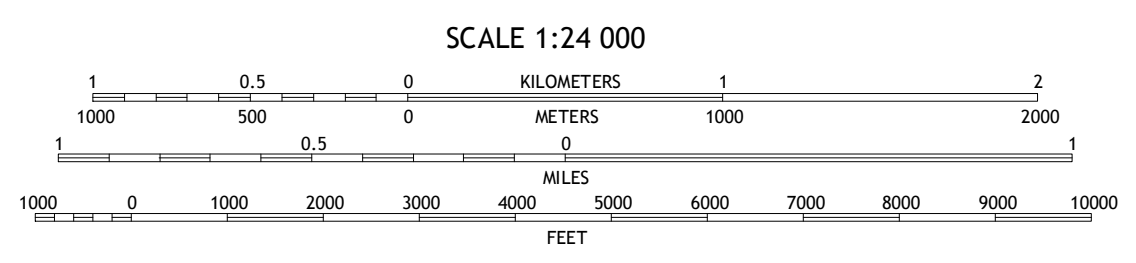 SCALE 1:24 000
1 0.5 0 KILOMETERS 1 2
1000 500 0 METERS 1000 2000
1 0.5 0 1
MILES
1000 0 1000 2000 3000 4000 5000 6000 7000 8000 9000 10000
FEET